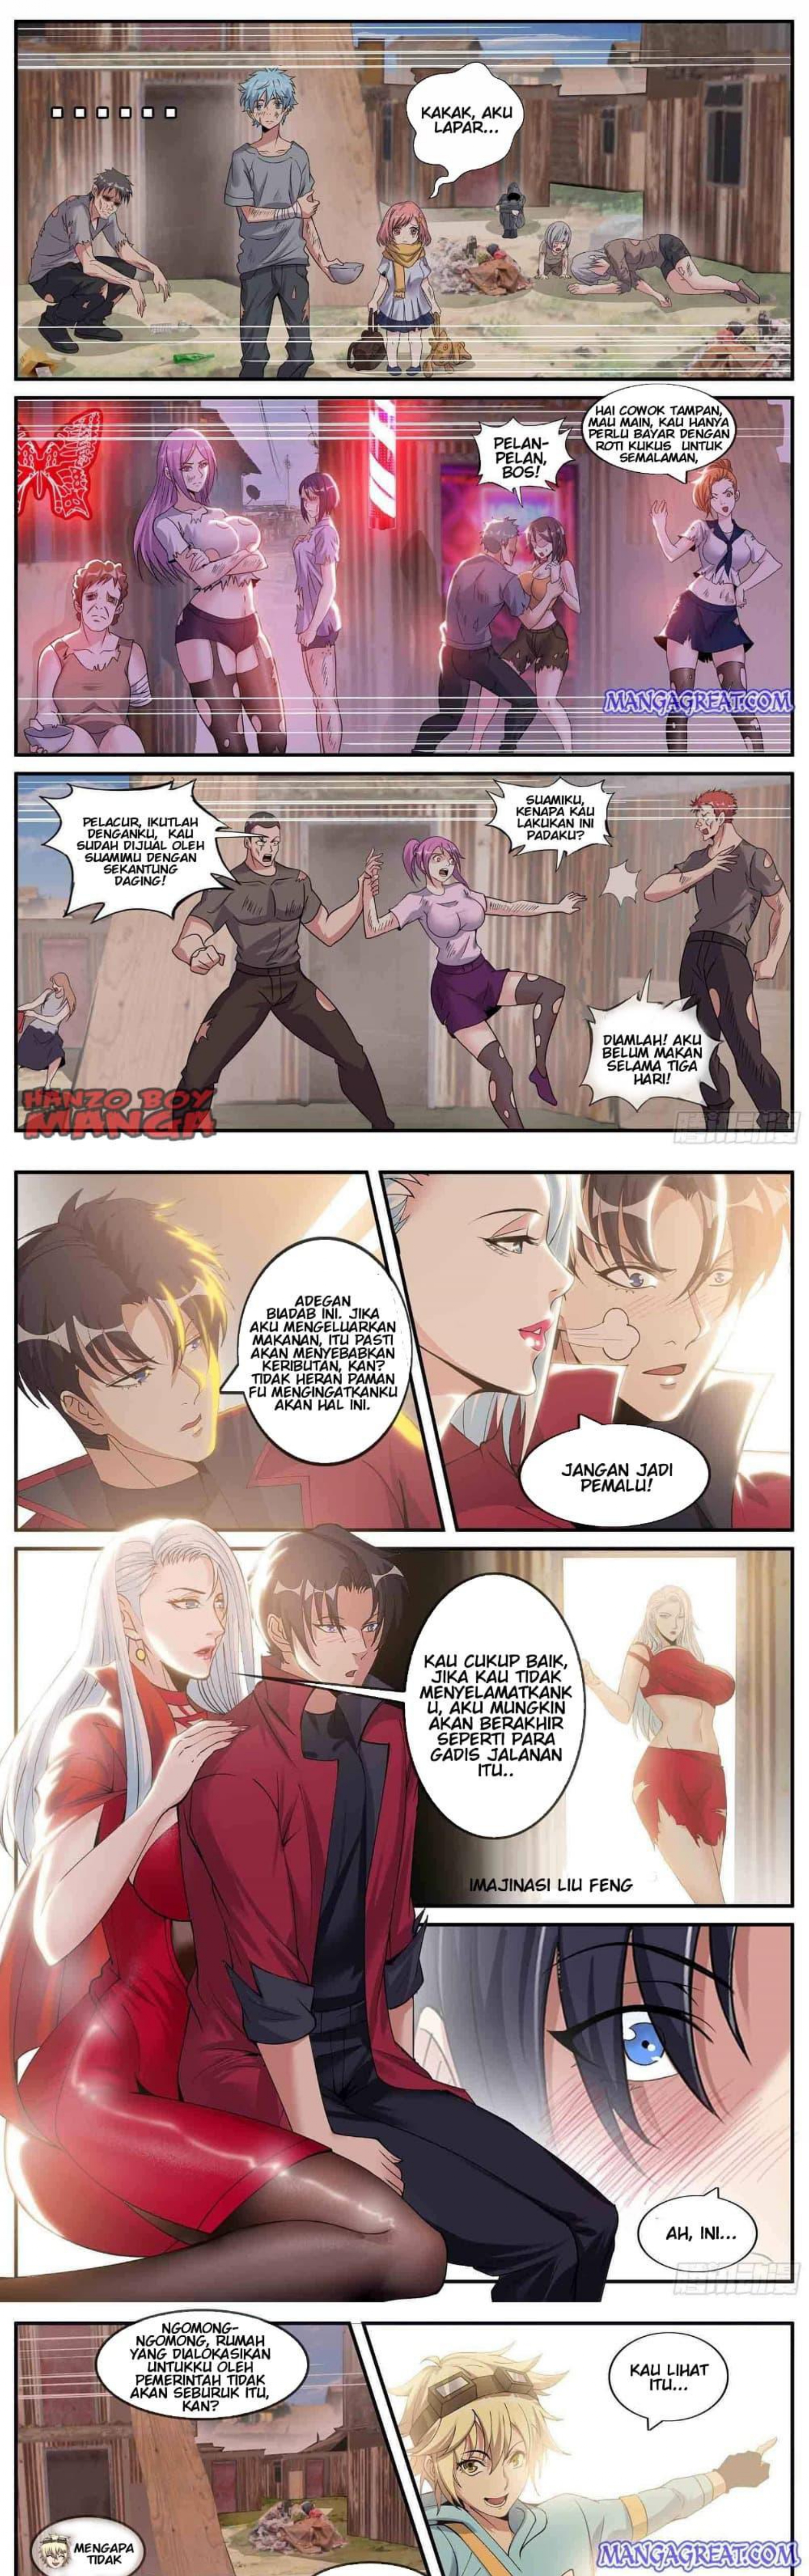 KAKAK, AKU
LAPAR...
HAI COWOK TAMPAN,
MAU MAIN, KAU HANYA
PERLU BAYAR DENGAN
ROTI KUKUS UNTUK
SEMALAMAN,
PELAN-
PELAN,
BOS!
MANGAGREAT.COM
PELACUR, IKUTLAH
DENGANKU, KAU
SUDAH DIJUAL OLEH
SUAMIMU DENGAN
SEKANTUNG
DAGING!
SUAMIKU,
KENAPA KAU
LAKUKAN INI
PADAKU?
DIAMLAH! AKU
BELUM MAKAN
SELAMA TIGA
HARI!
HANZO BOY
MANGA
ADEGAN
BIADAB INI. JIKA
AKU MENGELUARKAN
MAKANAN, ITU PASTI
AKAN MENYEBABKAN
KERIBUTAN, KAN?
TIDAK HERAN PAMAN
FU MENGINGATKANKU
AKAN HAL INI.
JANGAN JADI
PEMALU!
KAU CUKUP BAIK,
JIKA KAU TIDAK
MENYELAMATKANK
U, AKU MUNGKIN
AKAN BERAKHIR
SEPERTI PARA
GADIS JALANAN
ITU..
IMAJINASI LIU FENG
AH, INI...
NGOMONG-
NGOMONG, RUMAH
YANG DIALOKASIKAN
UNTUKKU OLEH
PEMERINTAH TIDAK
AKAN SEBURUK ITU,
KAN?
KAU LIHAT
ITU...
MENGAPA
TIDAK
MANGAGREAT.COM